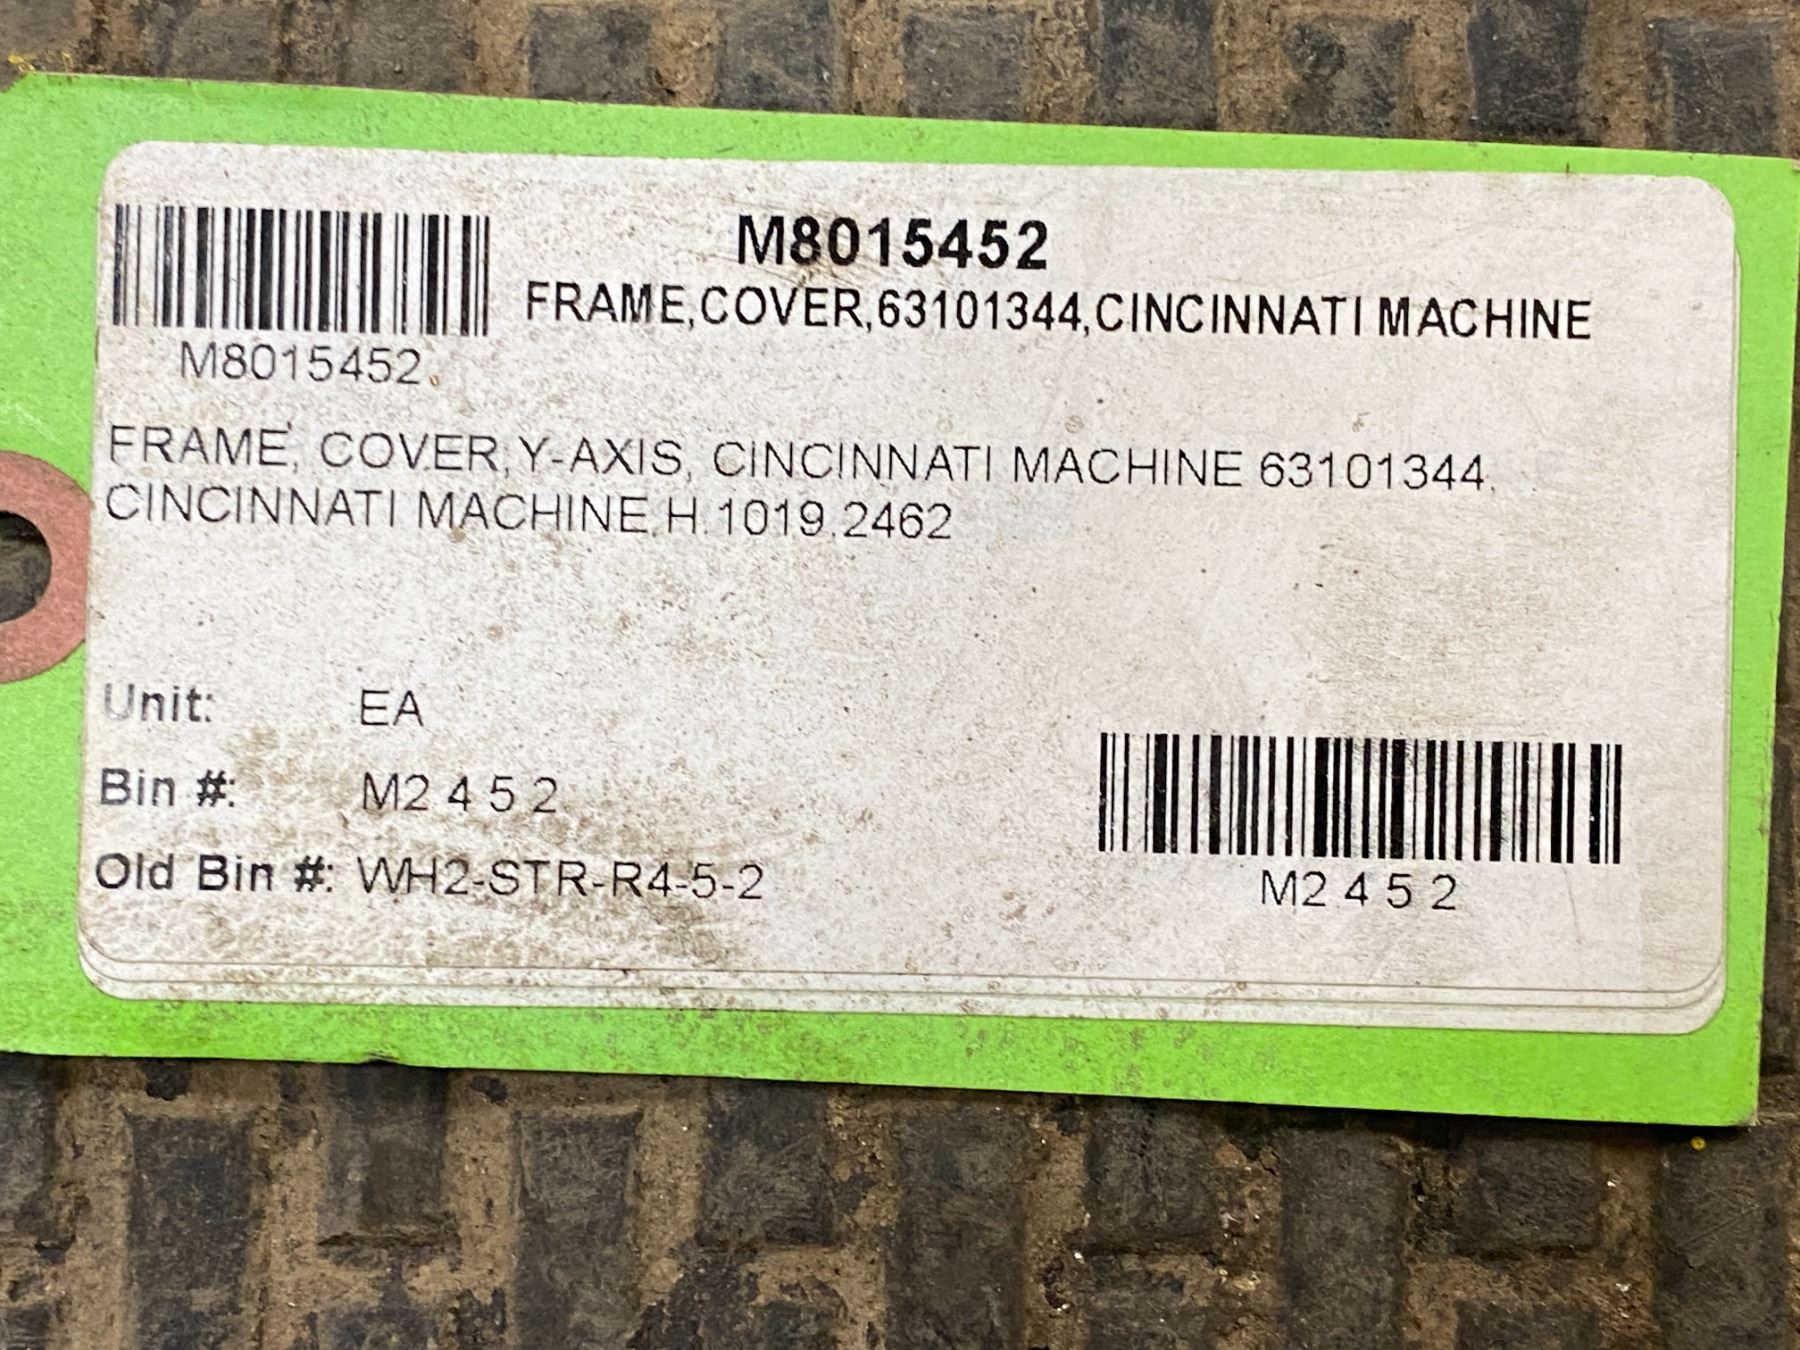 M8015452
FRAME,COVER,63101344,CINCINNATI MACHINE
M8015452
FRAME, COVER,Y-AXIS, CINCINNATI MACHINE 63101344,
CINCINNATI MACHINE,H.1019.2462
Unit: EA
Bin #: M2 4 5 2
Old Bin #: WH2-STR-R4-5-2
M2 4 5 2